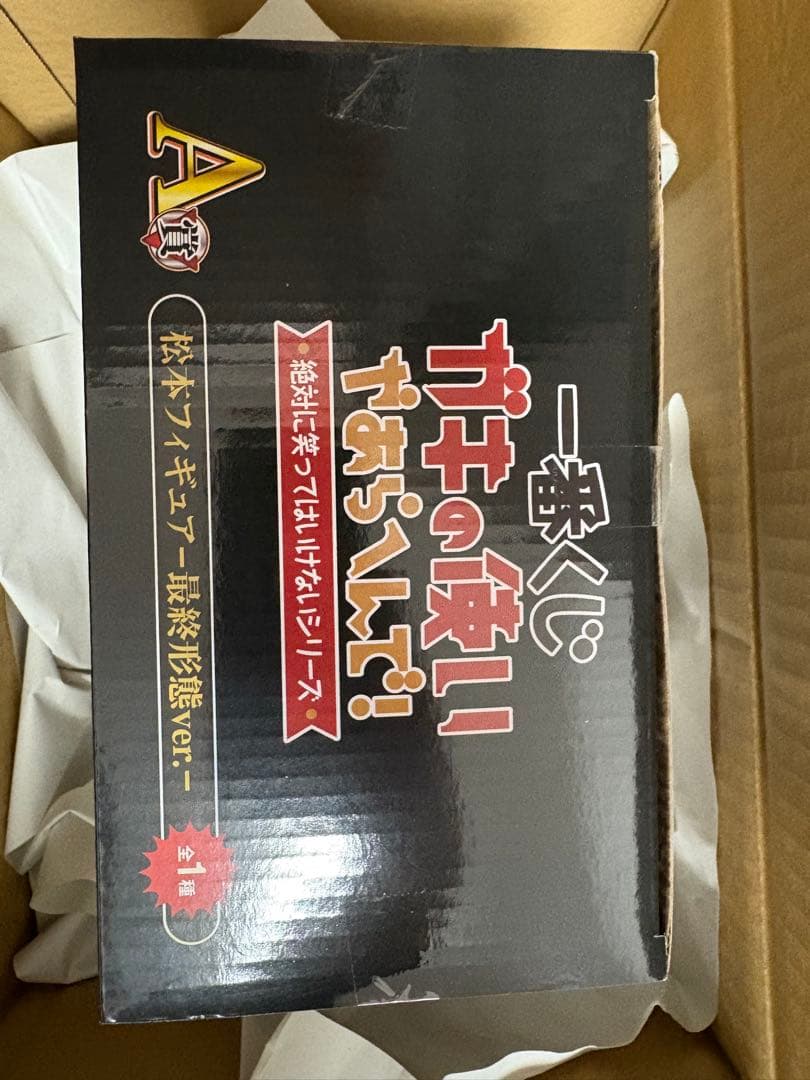 一番くじ
ガキの使い
やあらへんで!
絶対に笑ってはいけないシリーズ
A賞
松本フィギュアー最終形態ver.ー
全1種